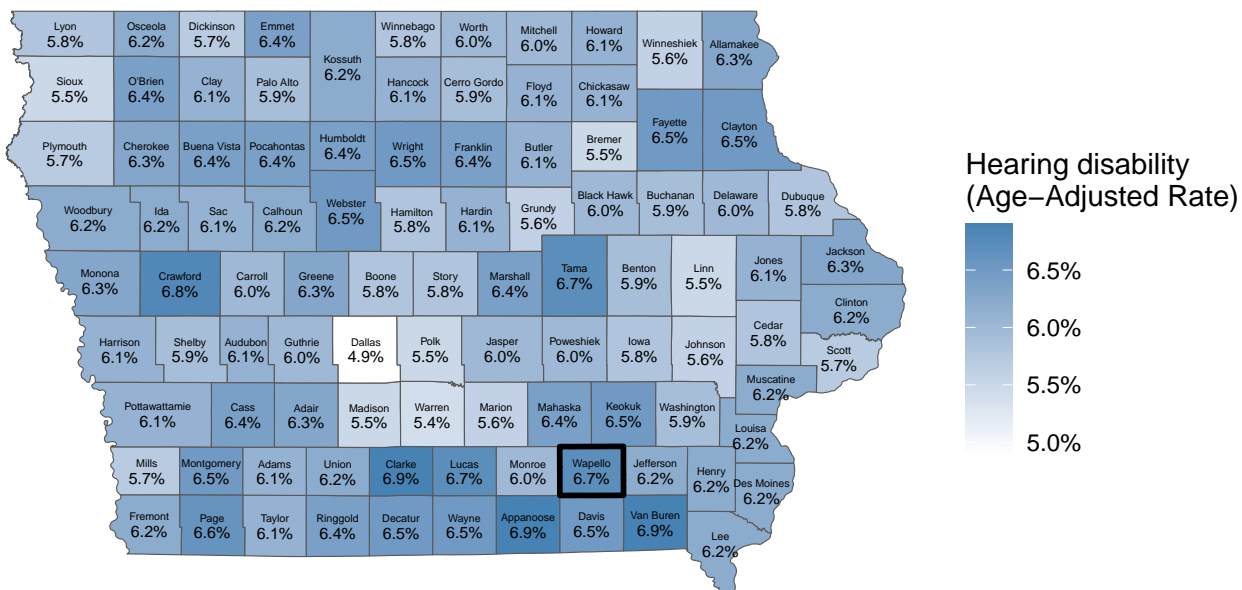 Lyon
5.8%
Osceola
6.2%
Dickinson
5.7%
Emmet
6.4%
Kossuth
6.2%
Winnebago
5.8%
Worth
6.0%
Mitchell
6.0%
Howard
6.1%
Winneshiek
5.6%
Allamakee
6.3%
Sioux
5.5%
O'Brien
6.4%
Clay
6.1%
Palo Alto
5.9%
Hancock
6.1%
Cerro Gordo
5.9%
Floyd
6.1%
Chickasaw
6.1%
Fayette
6.5%
Clayton
6.5%
Plymouth
5.7%
Cherokee
6.3%
Buena Vista
6.4%
Pocahontas
6.4%
Humboldt
6.4%
Wright
6.5%
Franklin
6.4%
Butler
6.1%
Bremer
5.5%
Woodbury
6.2%
Ida
6.2%
Sac
6.1%
Calhoun
6.2%
Webster
6.5%
Hamilton
5.8%
Hardin
6.1%
Grundy
5.6%
Black Hawk
6.0%
Buchanan
5.9%
Delaware
6.0%
Dubuque
5.8%
Monona
6.3%
Crawford
6.8%
Carroll
6.0%
Greene
6.3%
Boone
5.8%
Story
5.8%
Marshall
6.4%
Tama
6.7%
Benton
5.9%
Linn
5.5%
Jones
6.1%
Jackson
6.3%
Clinton
6.2%
Harrison
6.1%
Shelby
5.9%
Audubon
6.1%
Guthrie
6.0%
Dallas
4.9%
Polk
5.5%
Jasper
6.0%
Poweshiek
6.0%
Iowa
5.8%
Johnson
5.6%
Cedar
5.8%
Scott
5.7%
Muscatine
6.2%
Pottawattamie
6.1%
Cass
6.4%
Adair
6.3%
Madison
5.5%
Warren
5.4%
Marion
5.6%
Mahaska
6.4%
Keokuk
6.5%
Washington
5.9%
Louisa
6.2%
Mills
5.7%
Montgomery
6.5%
Adams
6.1%
Union
6.2%
Clarke
6.9%
Lucas
6.7%
Monroe
6.0%
Wapello
6.7%
Jefferson
6.2%
Henry
6.2%
Des Moines
6.2%
Fremont
6.2%
Page
6.6%
Taylor
6.1%
Ringgold
6.4%
Decatur
6.5%
Wayne
6.5%
Appanoose
6.9%
Davis
6.5%
Van Buren
6.9%
Lee
6.2%
Hearing disability
(Age−Adjusted Rate)
6.5%
6.0%
5.5%
5.0%